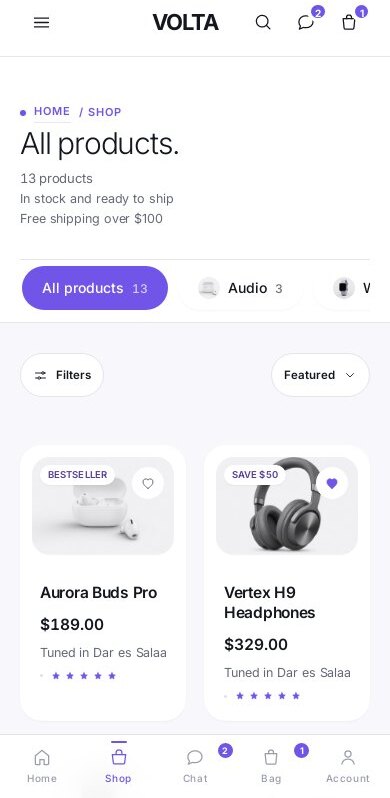 VOLTA
2
1
HOME / SHOP
All products.
13 products
In stock and ready to ship
Free shipping over $100
All products 13
Audio 3
Filters
Featured
BESTSELLER
SAVE $50
Aurora Buds Pro
$189.00
Tuned in Dar es Salaa
Vertex H9
Headphones
$329.00
Tuned in Dar es Salaa
2
1
Home
Shop
Chat
Bag
Account